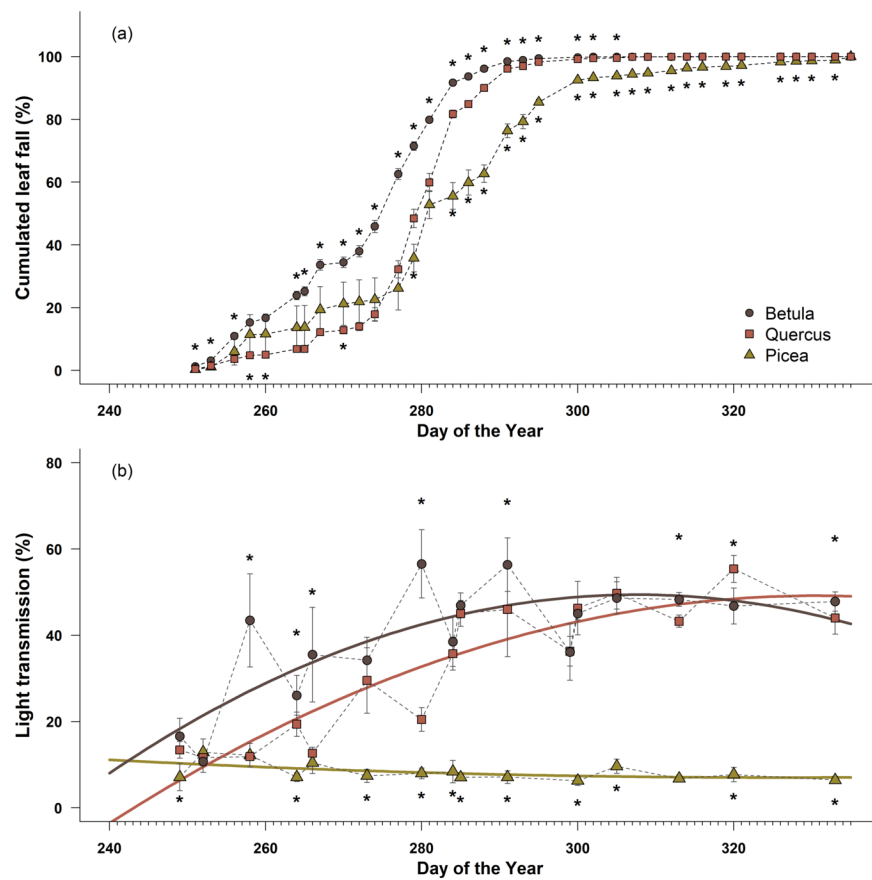 (a)
Cumulated leaf fall (%)
100
80
60
40
20
0
Betula
Quercus
Picea
240 260 280 300 320
Day of the Year
(b)
Light transmission (%)
80
60
40
20
0
240 260 280 300 320
Day of the Year